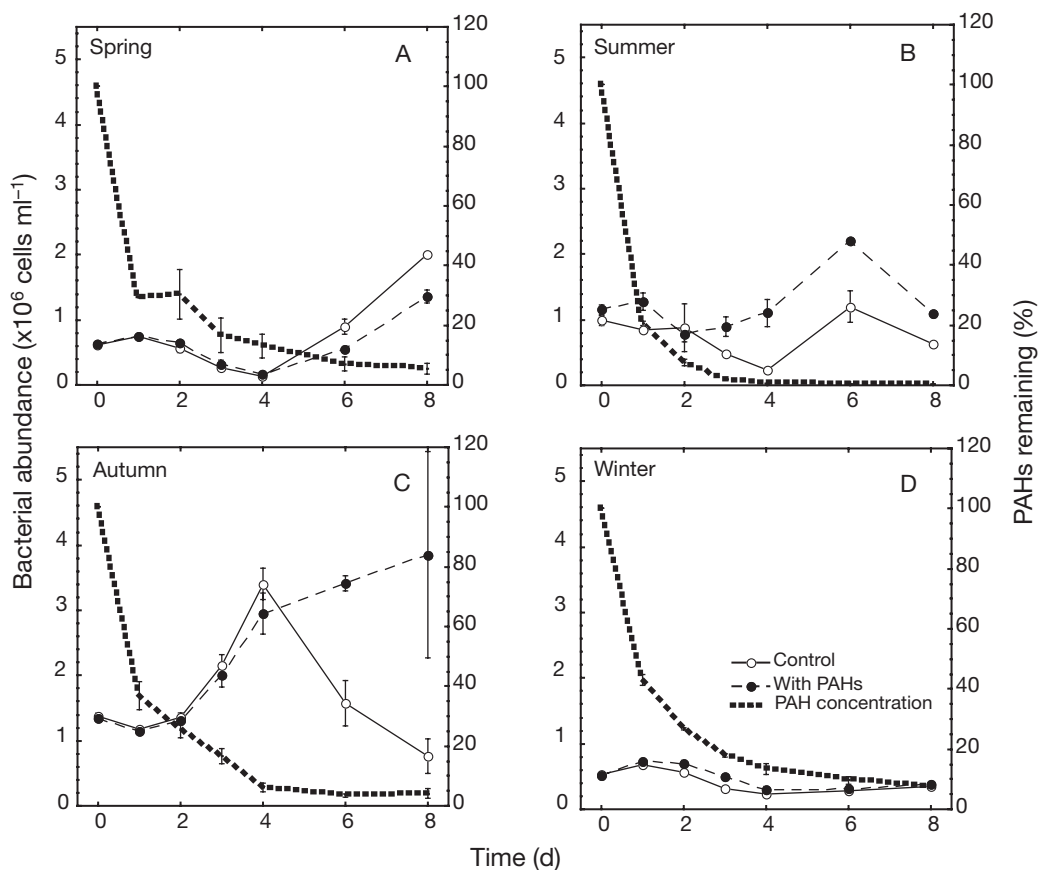 Spring
A
5
4
3
2
1
0
120
100
80
60
40
20
0
0 2 4 6 8
Summer
B
5
4
3
2
1
0
120
100
80
60
40
20
0
0 2 4 6 8
Autumn
C
5
4
3
2
1
0
120
100
80
60
40
20
0
0 2 4 6 8
Winter
D
5
4
3
2
1
0
120
100
80
60
40
20
0
0 2 4 6 8
Control
With PAHs
PAH concentration
Bacterial abundance (x10⁶ cells ml⁻¹)
PAHs remaining (%)
Time (d)